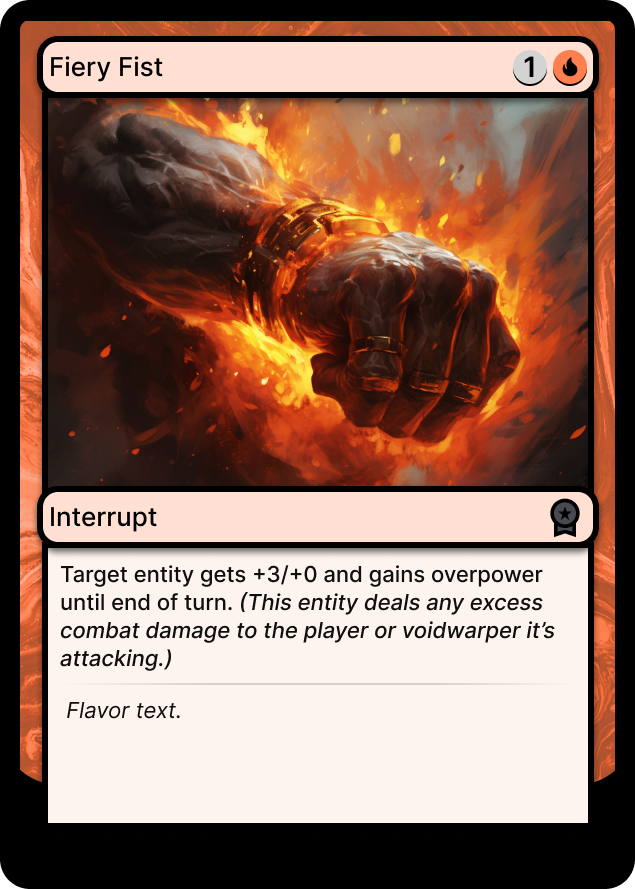 Fiery Fist
1
Interrupt
Target entity gets +3/+0 and gains overpower
until end of turn. (This entity deals any excess
combat damage to the player or voidwarper it’s
attacking.)
Flavor text.